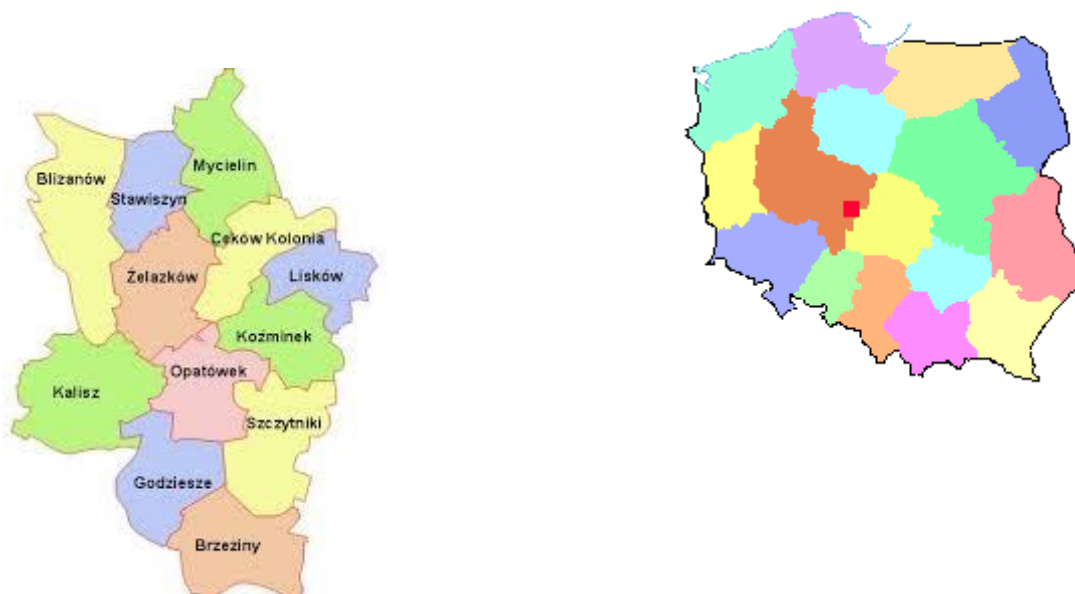 Mycielin
Blizanów
Stawiszyn
Ceków Kolonia
Żelazków
Lisków
Koźminek
Opatówek
Kalisz
Szczytniki
Godziesze
Brzeziny